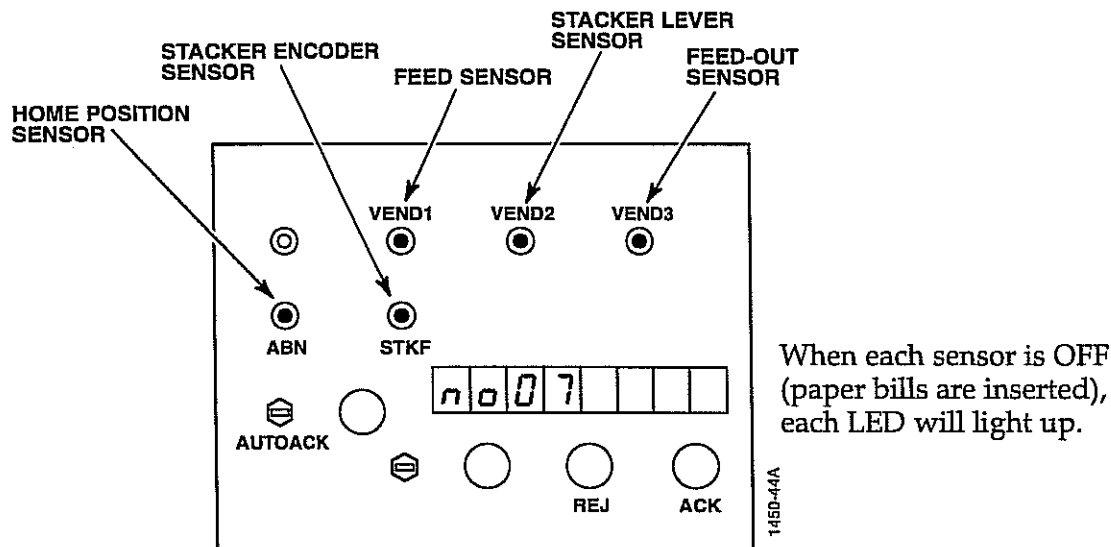 STACKER LEVER
SENSOR
STACKER ENCODER
SENSOR
FEED SENSOR
FEED-OUT
SENSOR
HOME POSITION
SENSOR
VEND1
VEND2
VEND3
ABN
STKF
no07
AUTOACK
REJ
ACK
When each sensor is OFF
(paper bills are inserted),
each LED will light up.
1450-44A